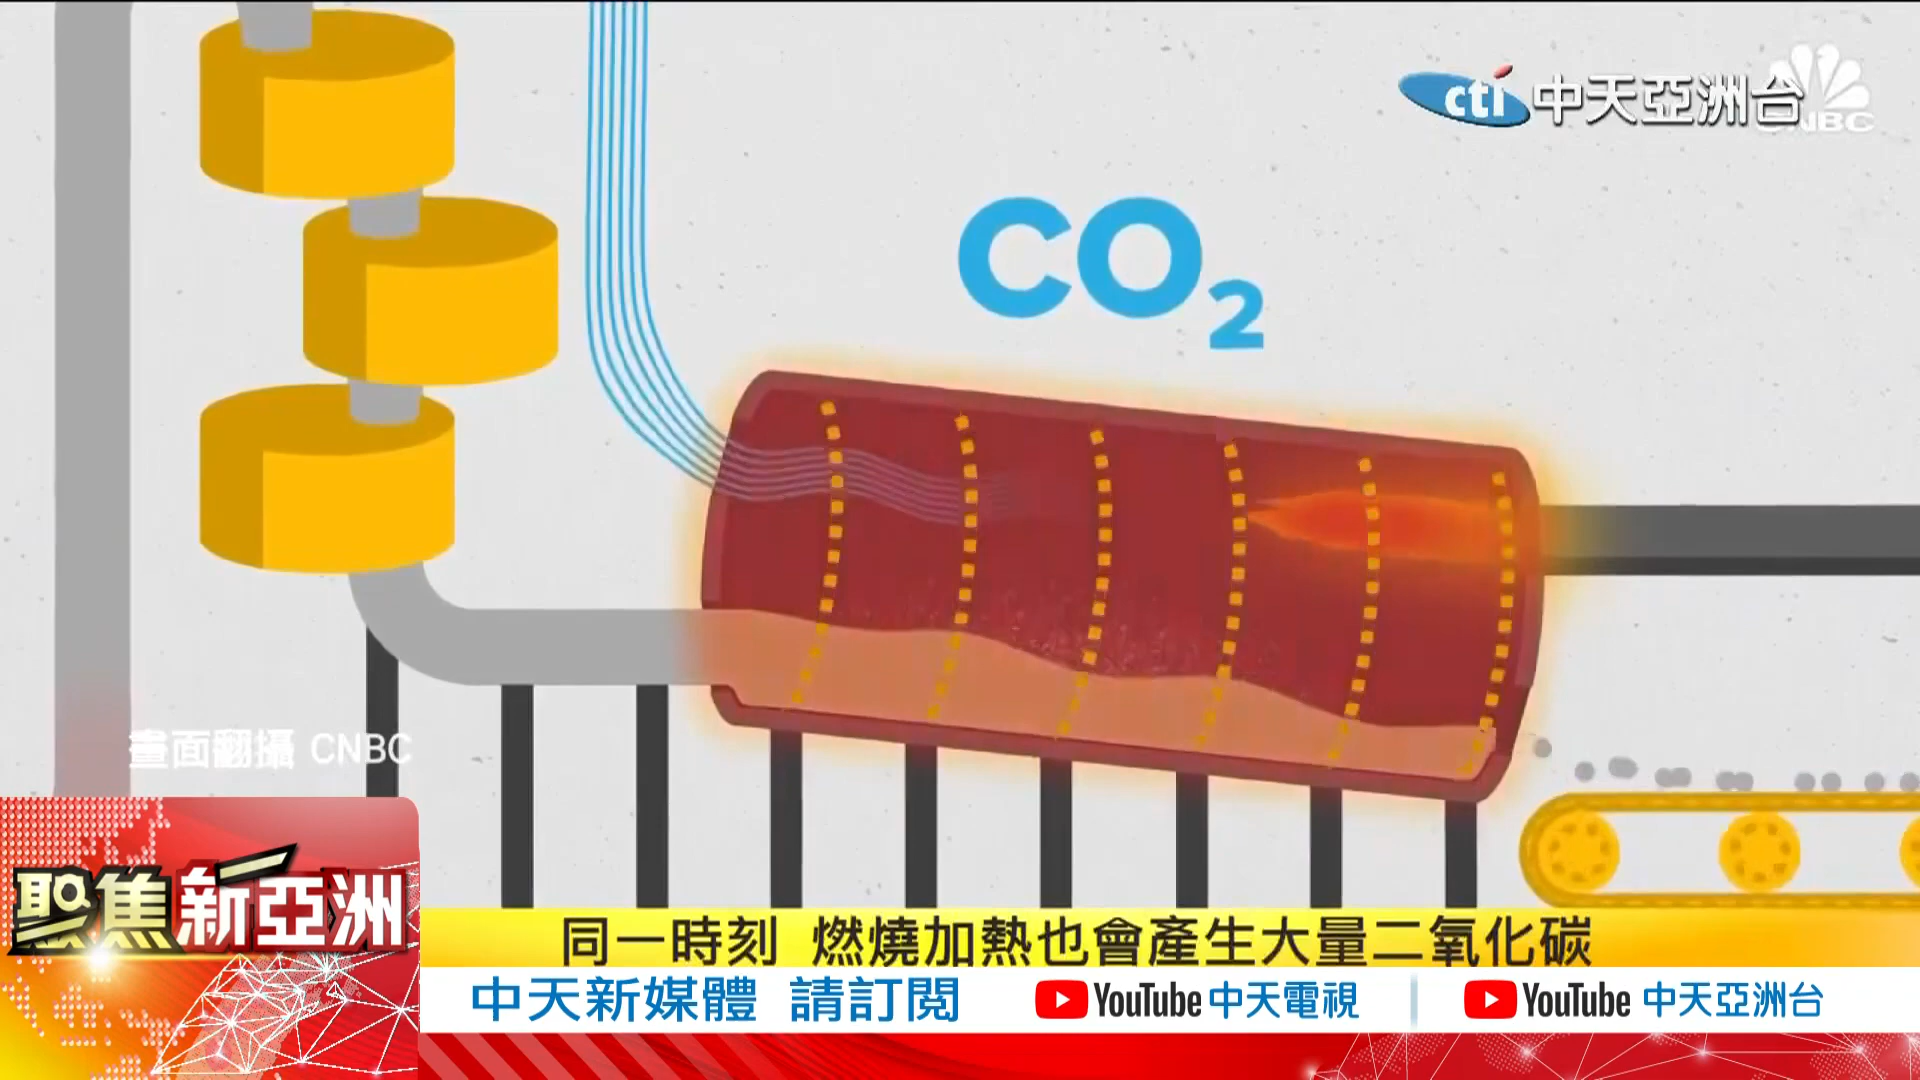 cti 中天亞洲台
CNBC
CO₂
畫面翻攝 CNBC
聚焦新亞洲
同一時刻 燃燒加熱也會產生大量二氧化碳
中天新媒體 請訂閱 YouTube 中天電視 YouTube 中天亞洲台